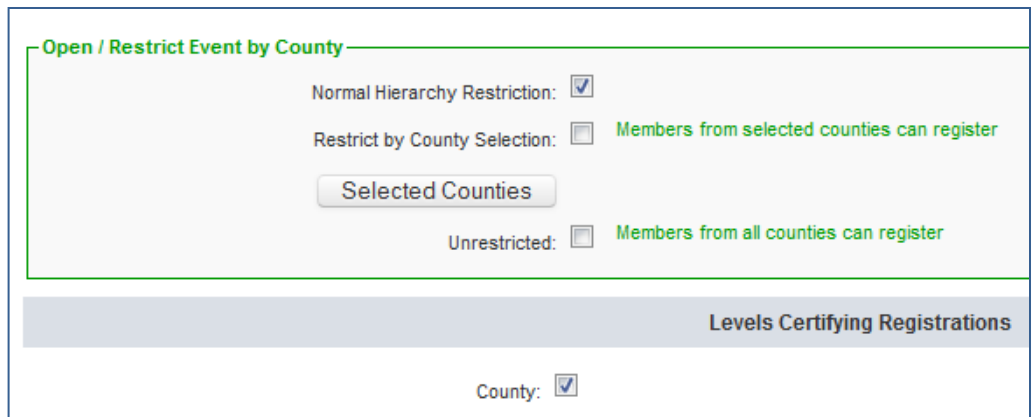 Open / Restrict Event by County
Normal Hierarchy Restriction:
Restrict by County Selection: Members from selected counties can register
Selected Counties
Unrestricted: Members from all counties can register
Levels Certifying Registrations
County: